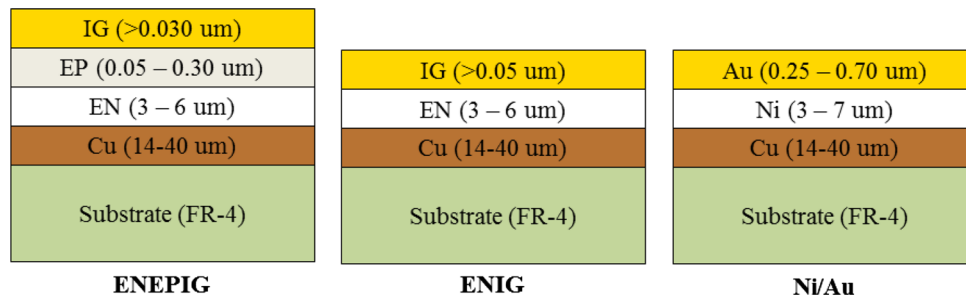 IG (>0.030 um)
EP (0.05 – 0.30 um)
EN (3 – 6 um)
Cu (14-40 um)
Substrate (FR-4)
ENEPIG
IG (>0.05 um)
EN (3 – 6 um)
Cu (14-40 um)
Substrate (FR-4)
ENIG
Au (0.25 – 0.70 um)
Ni (3 – 7 um)
Cu (14-40 um)
Substrate (FR-4)
Ni/Au